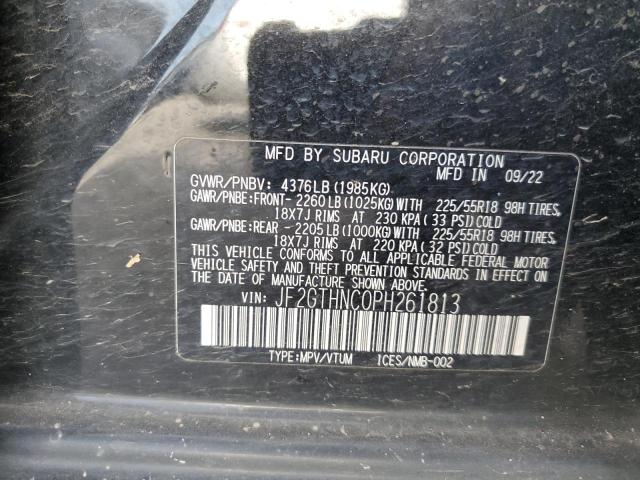 MFD BY SUBARU CORPORATION
MFD IN 09/22
GVWR/PNBV: 4376LB (1985KG)
GAWR/PNBE:FRONT- 2260LB (1025KG) WITH 225/55R18 98H TIRES,
18X7J RIMS AT 230 KPA ( 33 PSI) COLD
GAWR/PNBE:REAR - 2205LB (1000KG) WITH 225/55R18 98H TIRES,
18X7J RIMS AT 220 KPA ( 32 PSI) COLD
THIS VEHICLE CONFORMS TO ALL APPLICABLE FEDERAL MOTOR
VEHICLE SAFETY AND THEFT PREVENTION STANDARDS IN EFFECT ON
THE DATE OF MANUFACTURE SHOWN ABOVE.
VIN: JF2GTHNC0PH261813
TYPE:MPV/VTUM ICES/NMB-002